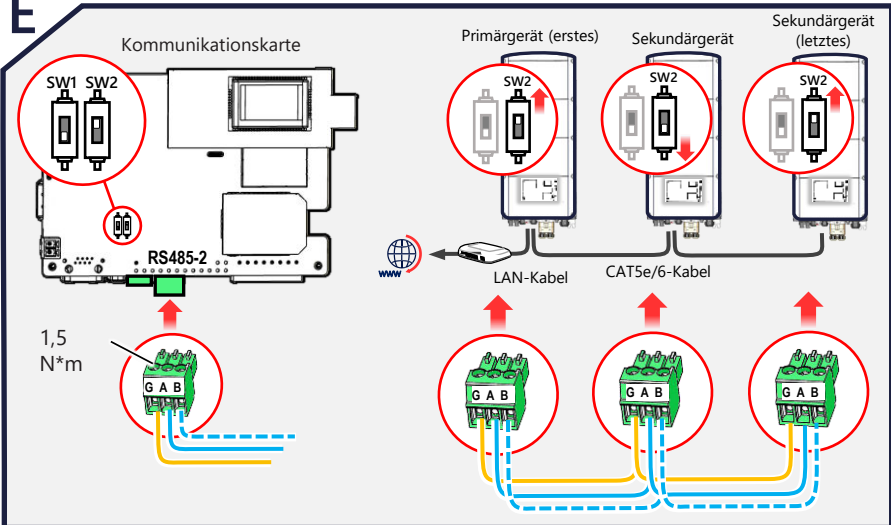 E
Kommunikationskarte
SW1 SW2
RS485-2
1,5
N*m
G A B
Primärgerät (erstes)
Sekundärgerät
Sekundärgerät
(letztes)
SW2
SW2
SW2
www
LAN-Kabel
CAT5e/6-Kabel
G A B
G A B
G A B